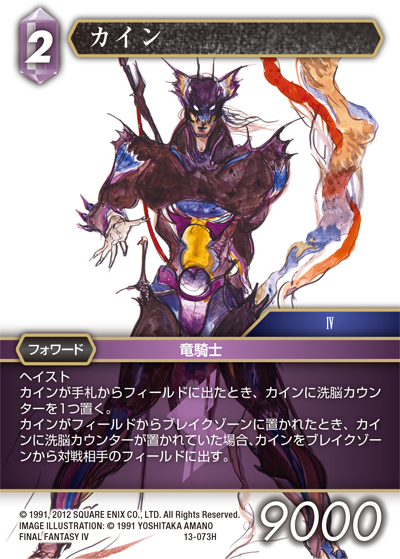 2
カイン
IV
フォワード
竜騎士
ヘイスト
カインが手札からフィールドに出たとき、カインに洗脳カウン
ターを1つ置く。
カインがフィールドからブレイクゾーンに置かれたとき、カイ
ンに洗脳カウンターが置かれていた場合、カインをブレイクゾー
ンから対戦相手のフィールドに出す。
© 1991, 2012 SQUARE ENIX CO., LTD. All Rights Reserved.
IMAGE ILLUSTRATION: © 1991 YOSHITAKA AMANO
FINAL FANTASY IV
13-073H
9000